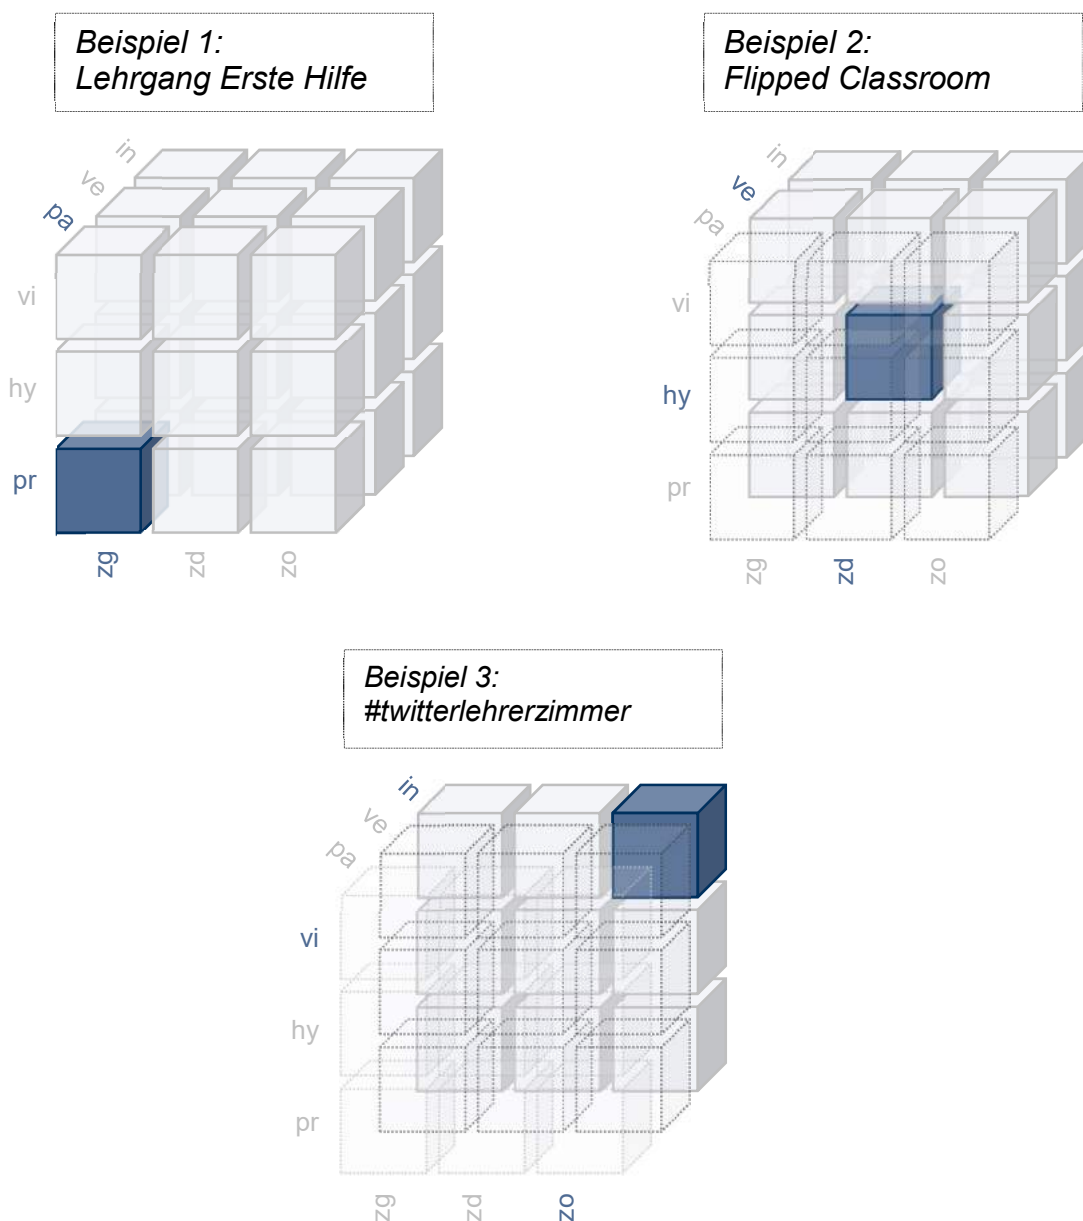 Beispiel 1:
Lehrgang Erste Hilfe
in
ve
pa
vi
hy
pr
zg
zd
zo
Beispiel 2:
Flipped Classroom
in
ve
pa
vi
hy
pr
zg
zd
zo
Beispiel 3:
#twitterlehrerzimmer
in
ve
pa
vi
hy
pr
zg
zd
zo